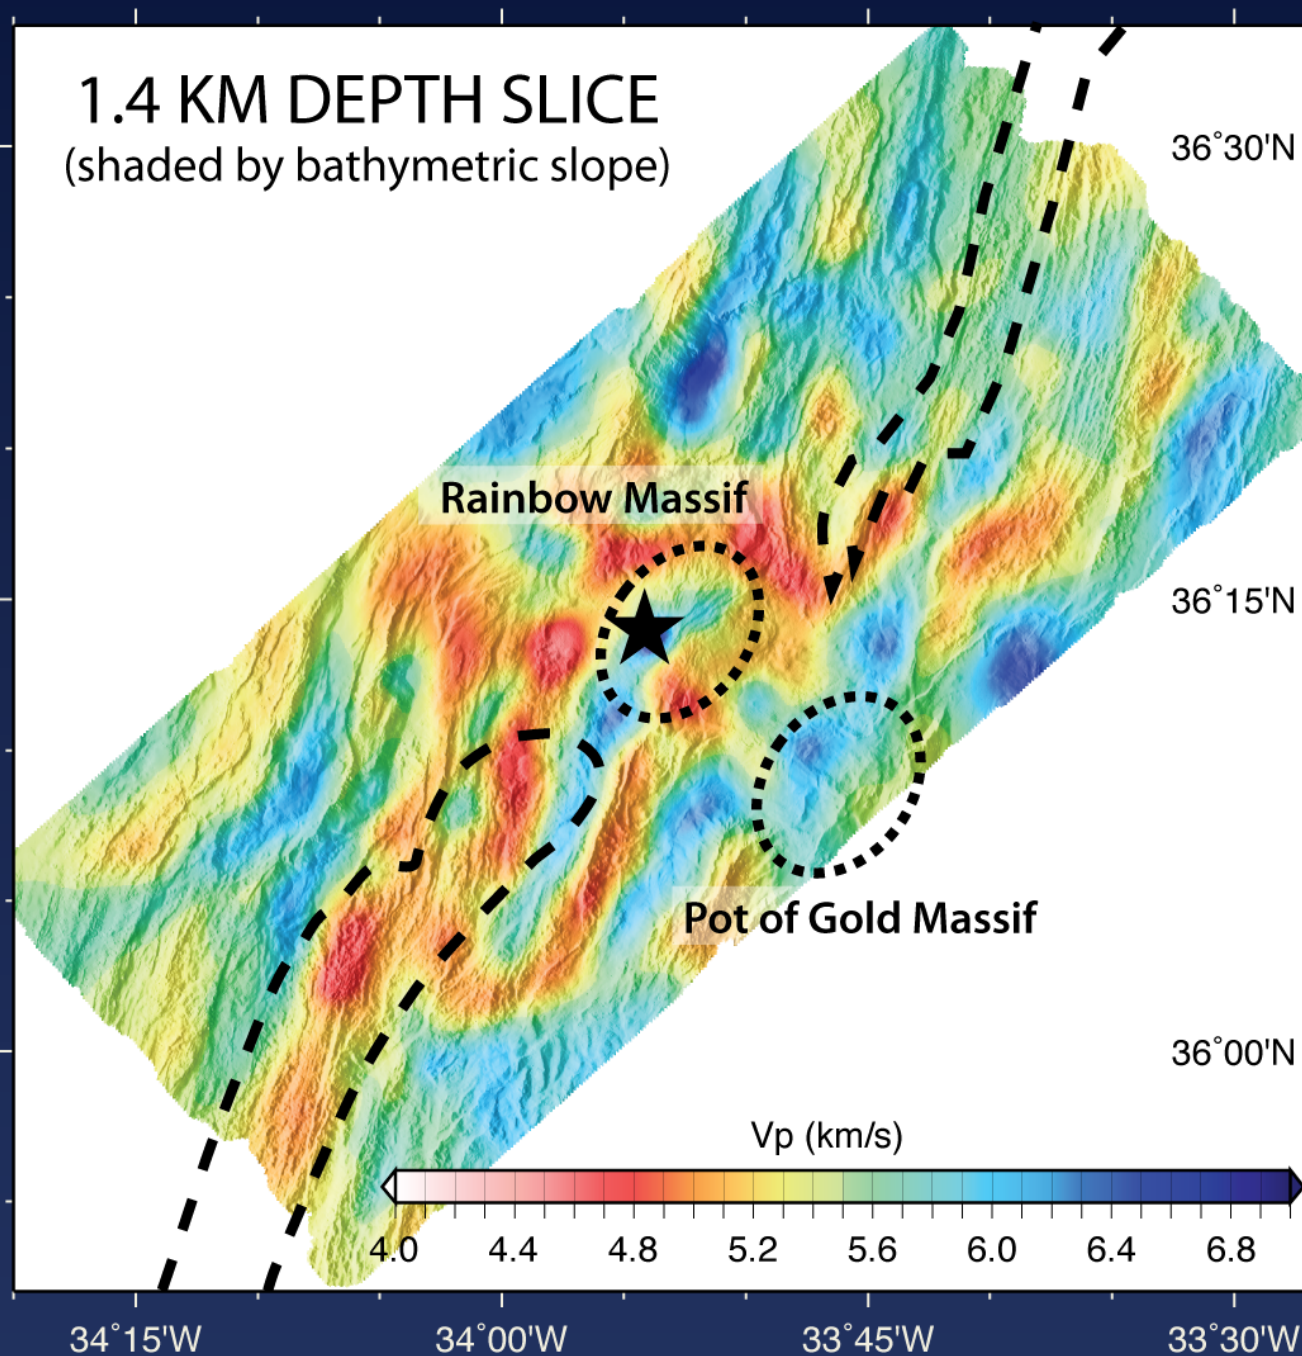 1.4 KM DEPTH SLICE
(shaded by bathymetric slope)
36°30'N
Rainbow Massif
36°15'N
Pot of Gold Massif
36°00'N
Vp (km/s)
4.0 4.4 4.8 5.2 5.6 6.0 6.4 6.8
34°15'W 34°00'W 33°45'W 33°30'W